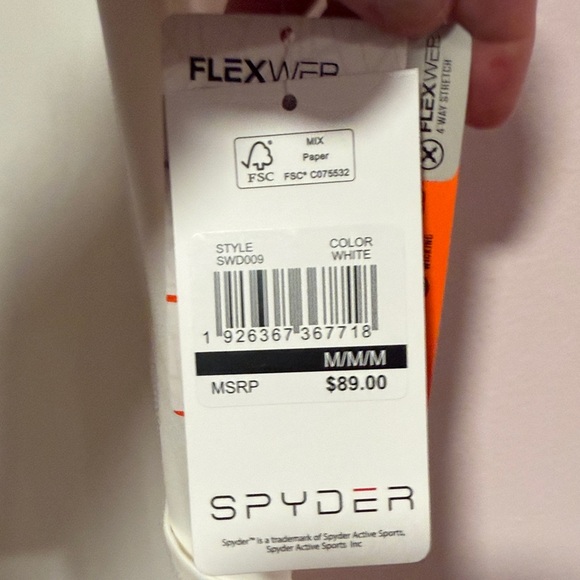 FLEXWEB
MIX
Paper
FSC
FSC® C075532
STYLE
SWD009
COLOR
WHITE
1 926367 367718
M/M/M
MSRP
$89.00
SPYDER
Spyder™ is a trademark of Spyder Active Sports,
Spyder Active Sports. Inc
FLEXWEB
4 WAY STRETCH
WICKING